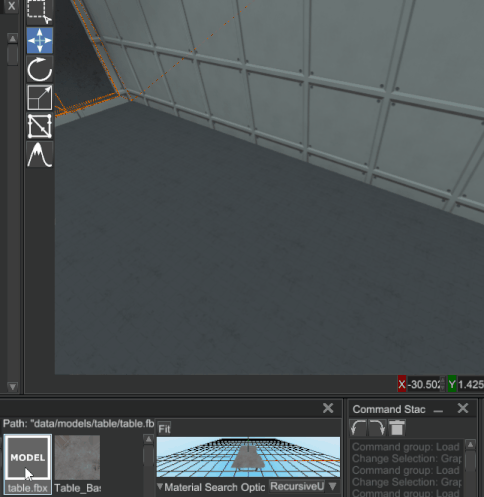 X
X -30.502 Y 1.425
Path: "data/models/table/table.fb
Fit
MODEL
table.fbx
Table_Bas
Material Search Optic
RecursiveU
Command Stac
Command group: Load
Change Selection: Grap
Command group: Load
Change Selection: Grap
Command group: Load